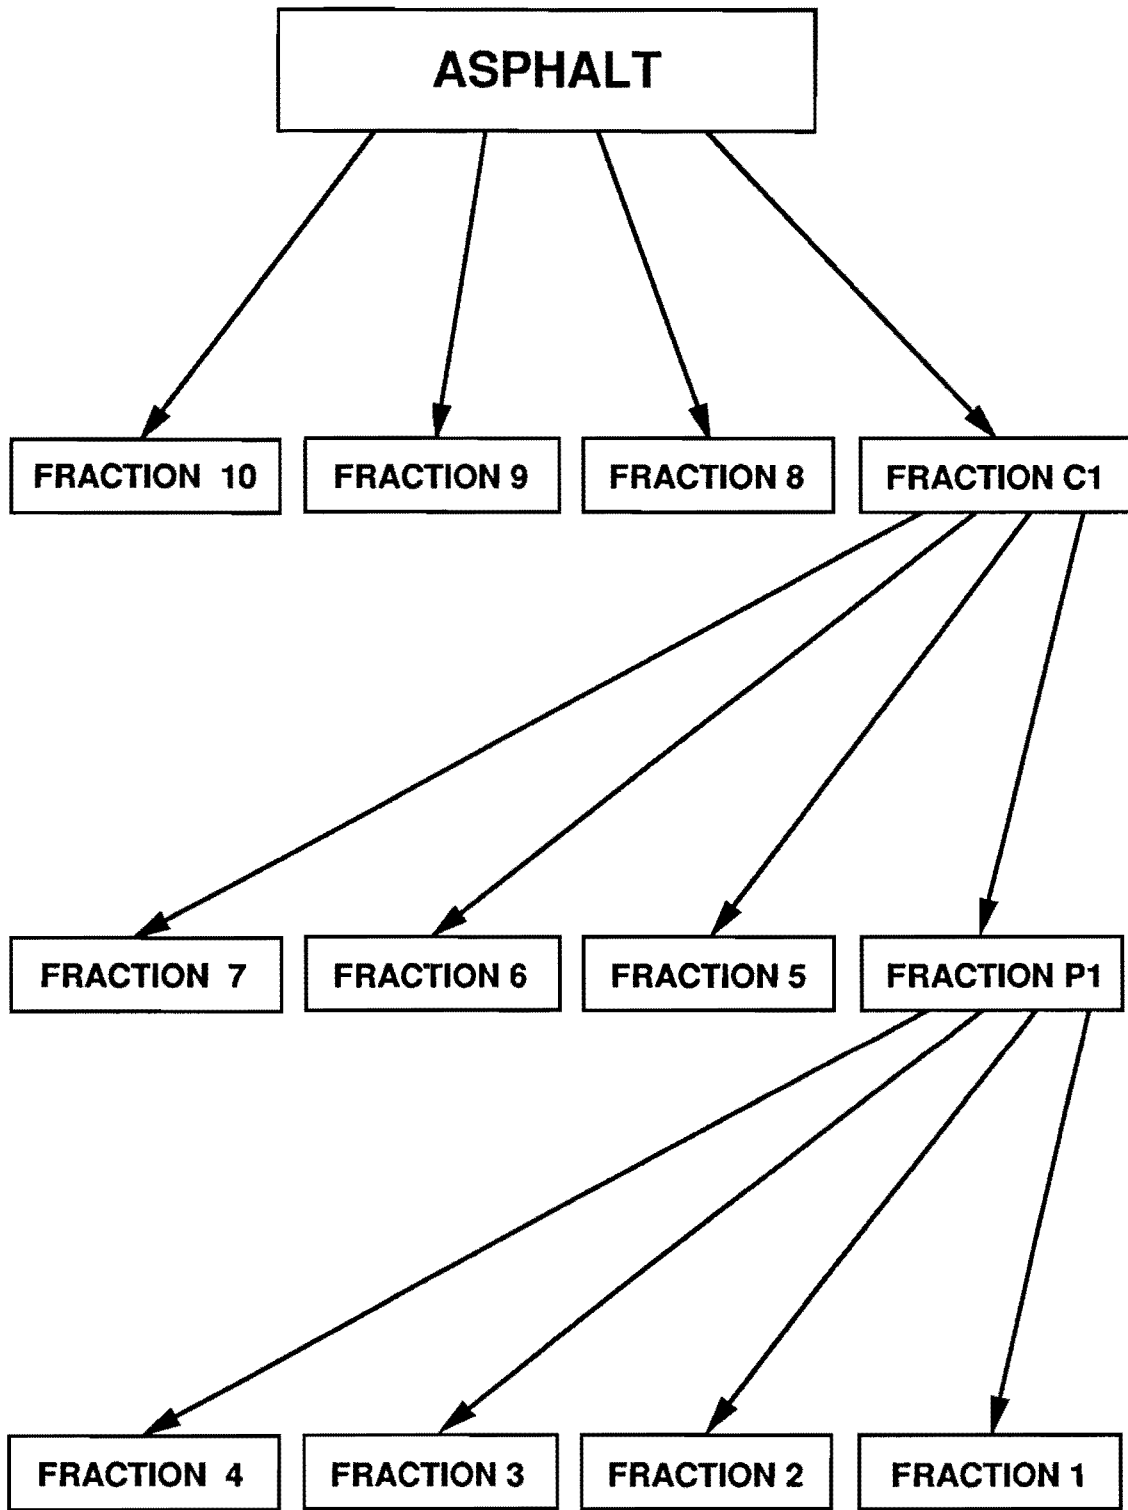 ASPHALT
FRACTION 10
FRACTION 9
FRACTION 8
FRACTION C1
FRACTION 7
FRACTION 6
FRACTION 5
FRACTION P1
FRACTION 4
FRACTION 3
FRACTION 2
FRACTION 1